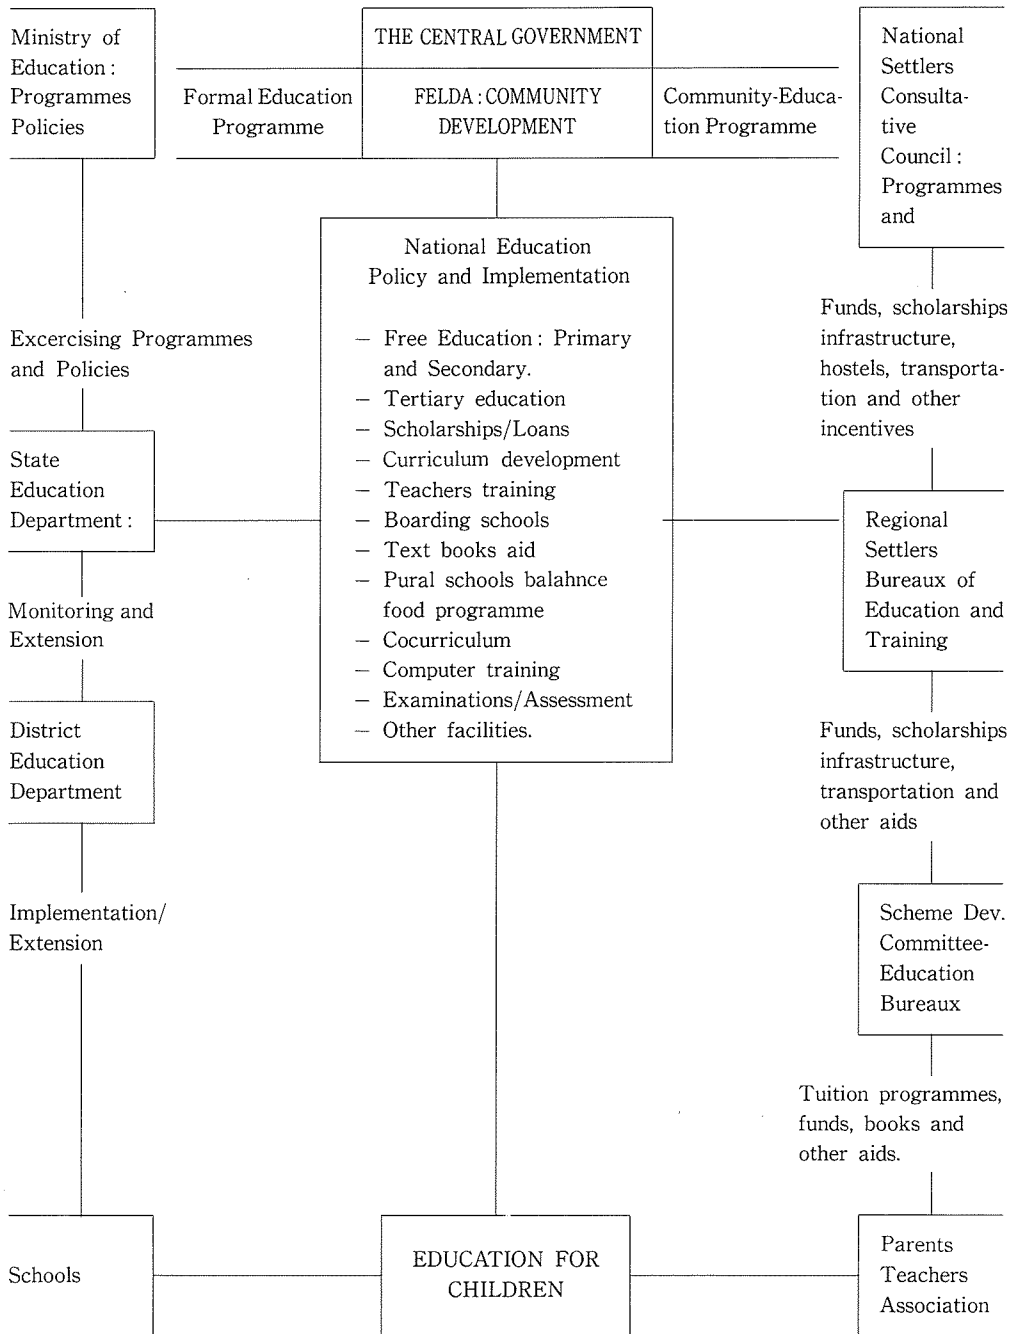 Ministry of
Education :
Programmes
Policies
THE CENTRAL GOVERNMENT
Formal Education
Programme
FELDA : COMMUNITY
DEVELOPMENT
Community-Educa-
tion Programme
National
Settlers
Consulta-
tive
Council :
Programmes
and
National Education
Policy and Implementation
— Free Education : Primary
and Secondary.
— Tertiary education
— Scholarships/Loans
— Curriculum development
— Teachers training
— Boarding schools
— Text books aid
— Pural schools balahnce
food programme
— Cocurriculum
— Computer training
— Examinations/Assessment
— Other facilities.
Excercising Programmes
and Policies
State
Education
Department :
Monitoring and
Extension
District
Education
Department
Implementation/
Extension
Schools
Funds, scholarships
infrastructure,
hostels, transporta-
tion and other
incentives
Regional
Settlers
Bureaux of
Education and
Training
Funds, scholarships
infrastructure,
transportation and
other aids
Scheme Dev.
Committee-
Education
Bureaux
Tuition programmes,
funds, books and
other aids.
EDUCATION FOR
CHILDREN
Parents
Teachers
Association